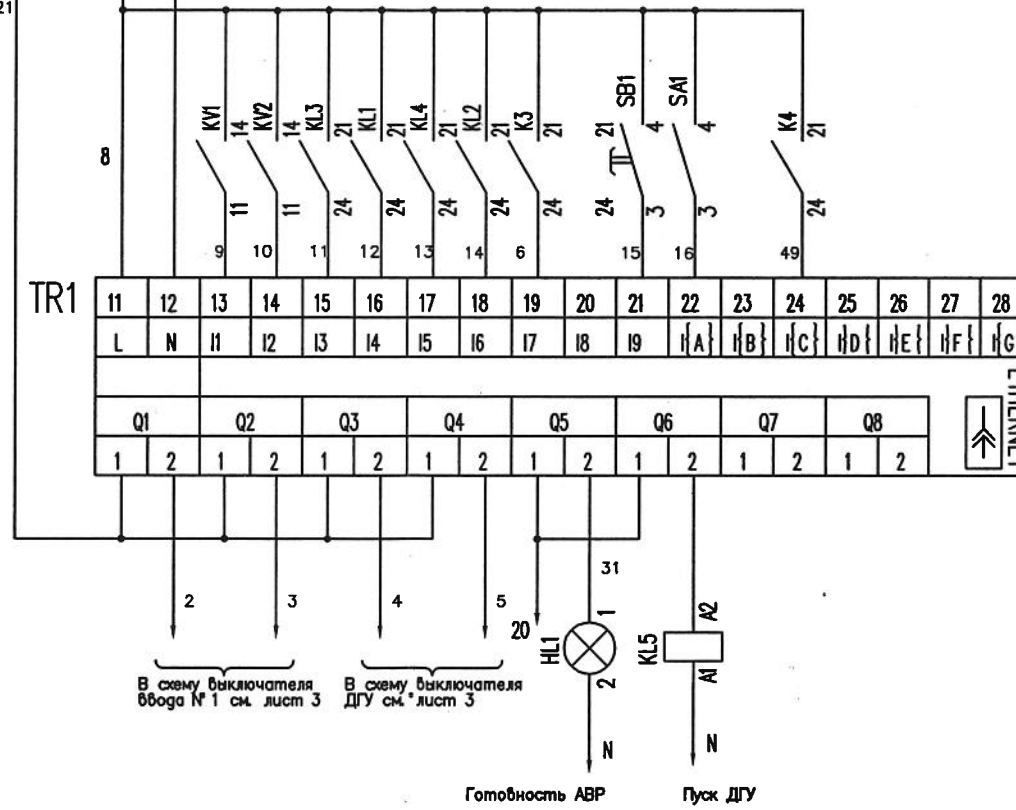 21
8
KV1 14 KV2 14 KL3 21 KL1 21 KL4 21 KL2 21 K3 21 21 SB1 4 SA1 4 K4 21
11 11 24 24 24 24 24 24 3 3 24
9 10 11 12 13 14 6 15 16 49
TR1 11 12 13 14 15 16 17 18 19 20 21 22 23 24 25 26 27 28
L N I1 I2 I3 I4 I5 I6 I7 I8 I9 I{A} I{B} I{C} I{D} I{E} I{F} I{G
ETHERNET
Q1 Q2 Q3 Q4 Q5 Q6 Q7 Q8
1 2 1 2 1 2 1 2 1 2 1 2 1 2 1 2
31
2 3 4 5 20 HL1 1 KL5 A2
2 A1
В схему выключателя ввода № 1 см. лист 3
В схему выключателя ДГУ см. лист 3
N N
Готовность АВР Пуск ДГУ